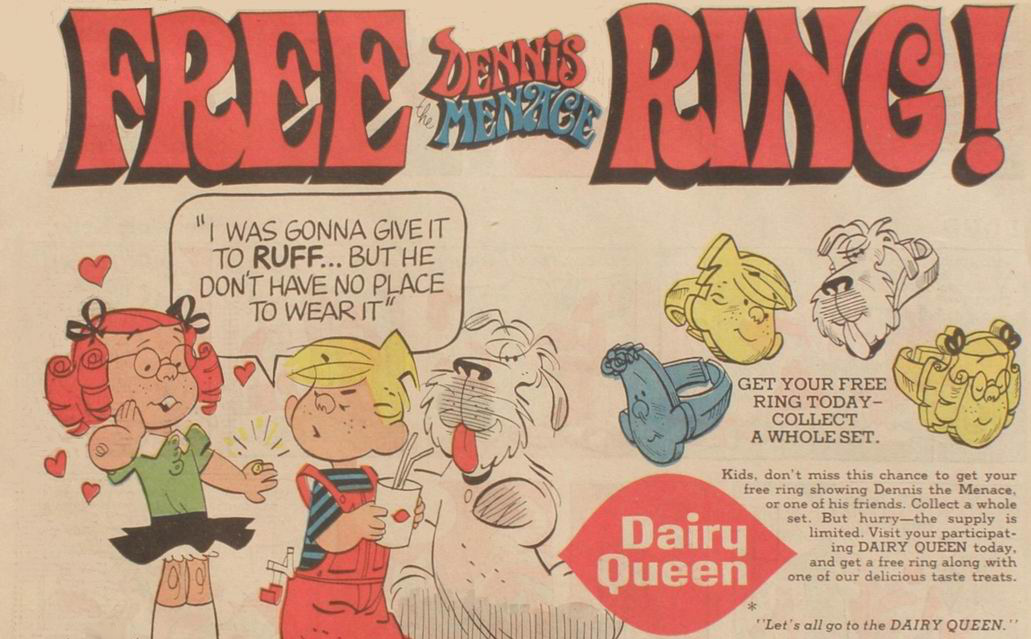 FREE DENNIS the MENACE RING!
"I WAS GONNA GIVE IT
TO RUFF... BUT HE
DON'T HAVE NO PLACE
TO WEAR IT"
GET YOUR FREE
RING TODAY–
COLLECT
A WHOLE SET.
Kids, don't miss this chance to get your
free ring showing Dennis the Menace,
or one of his friends. Collect a whole
set. But hurry—the supply is
limited. Visit your participat-
ing DAIRY QUEEN today,
and get a free ring along with
one of our delicious taste treats.
Dairy
Queen
*
"Let's all go to the DAIRY QUEEN."